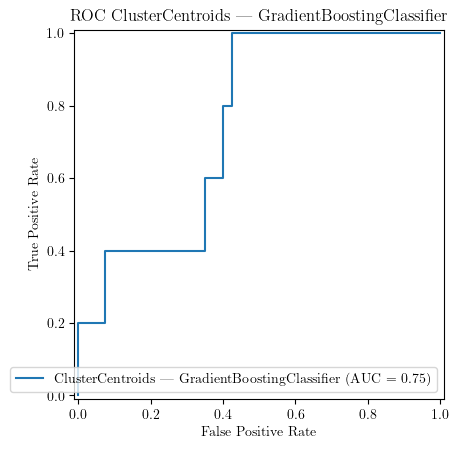 ROC ClusterCentroids — GradientBoostingClassifier
True Positive Rate
1.0
0.8
0.6
0.4
0.2
0.0
ClusterCentroids — GradientBoostingClassifier (AUC = 0.75)
0.0 0.2 0.4 0.6 0.8 1.0
False Positive Rate